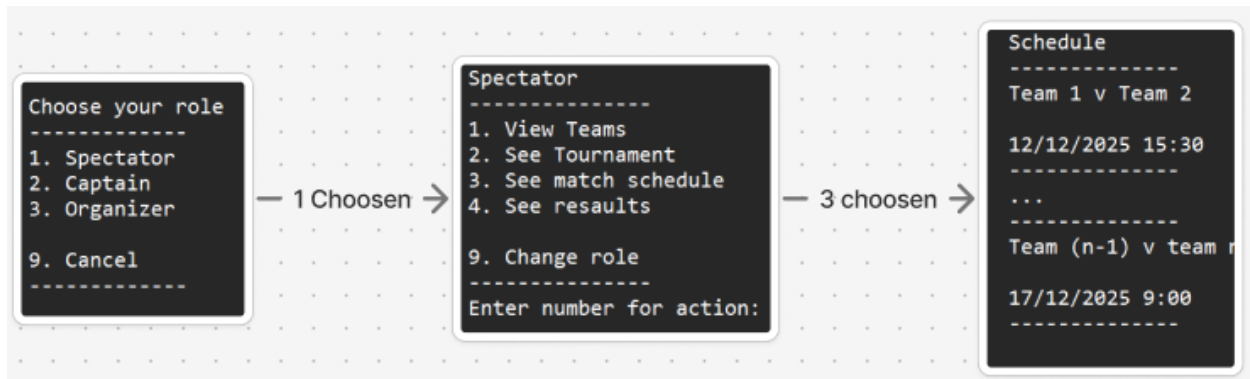 Choose your role
-------------
1. Spectator
2. Captain
3. Organizer
9. Cancel
-------------
1 Choosen
Spectator
---------------
1. View Teams
2. See Tournament
3. See match schedule
4. See resaults
9. Change role
---------------
Enter number for action:
3 choosen
Schedule
--------------
Team 1 v Team 2
12/12/2025 15:30
--------------
...
--------------
Team (n-1) v team
17/12/2025 9:00
--------------